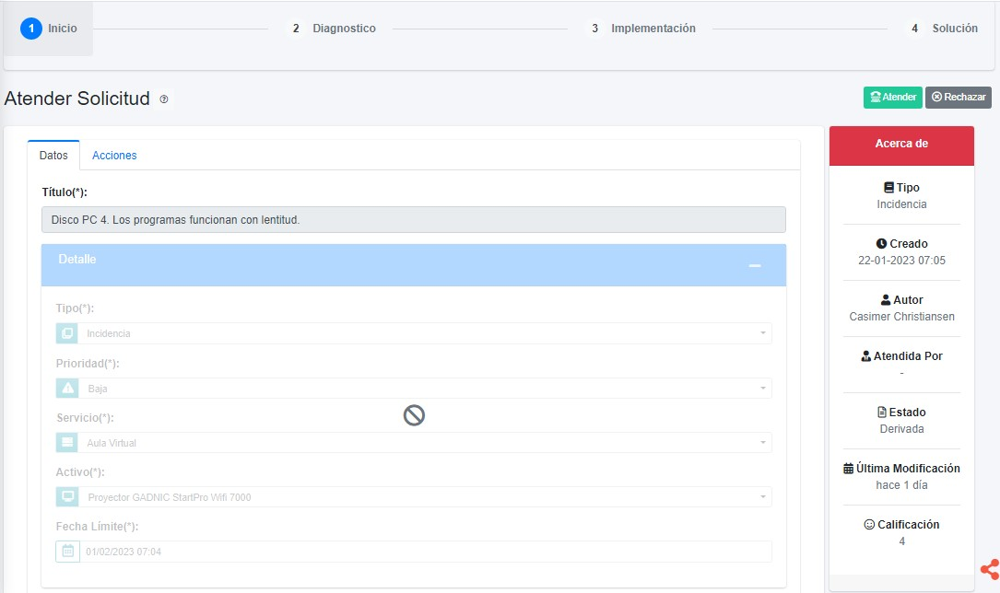 1 Inicio 2 Diagnostico 3 Implementación 4 Solución
Atender Solicitud
Atender Rechazar
Datos Acciones
Título(*):
Disco PC 4. Los programas funcionan con lentitud.
Detalle
Tipo(*):
Incidencia
Prioridad(*):
Baja
Servicio(*):
Aula Virtual
Activo(*):
Proyector GADNIC StartPro Wifi 7000
Fecha Límite(*):
01/02/2023 07:04
Acerca de
Tipo
Incidencia
Creado
22-01-2023 07:05
Autor
Casimer Christiansen
Atendida Por
-
Estado
Derivada
Última Modificación
hace 1 día
Calificación
4